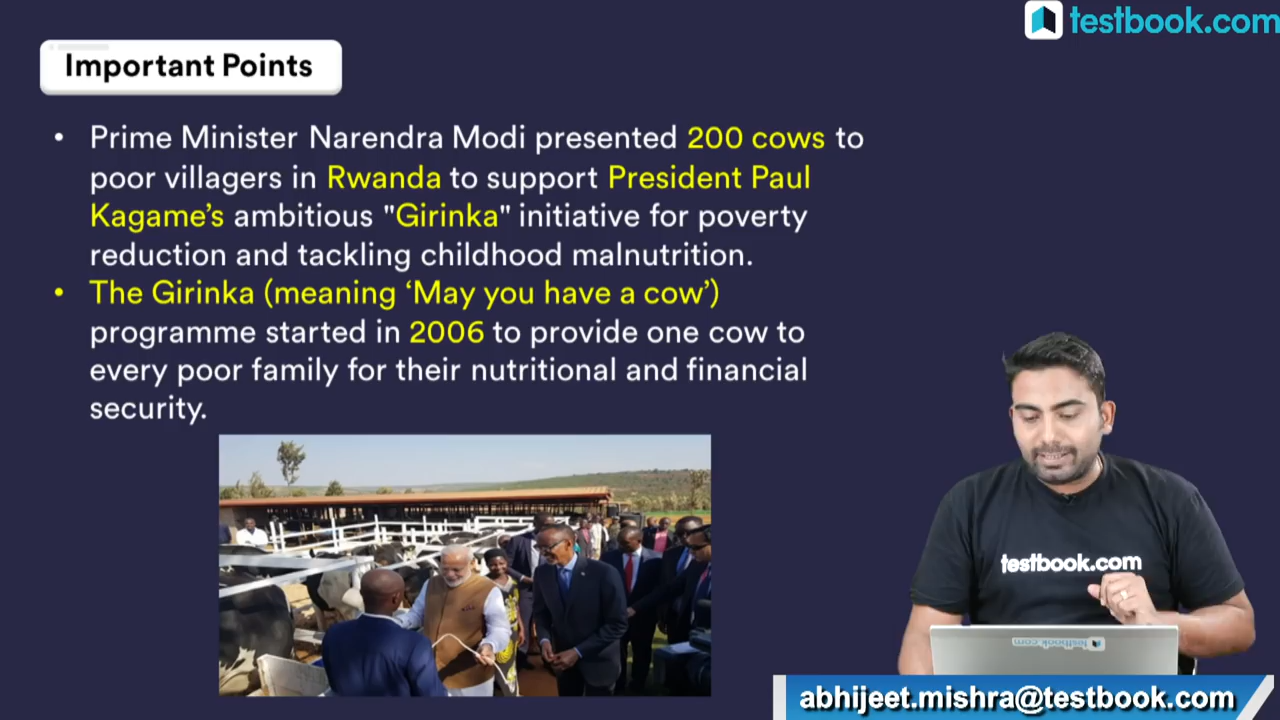 testbook.com
Important Points
• Prime Minister Narendra Modi presented 200 cows to
poor villagers in Rwanda to support President Paul
Kagame’s ambitious "Girinka" initiative for poverty
reduction and tackling childhood malnutrition.
• The Girinka (meaning ‘May you have a cow’)
programme started in 2006 to provide one cow to
every poor family for their nutritional and financial
security.
testbook.com
testbook.com
abhijeet.mishra@testbook.com